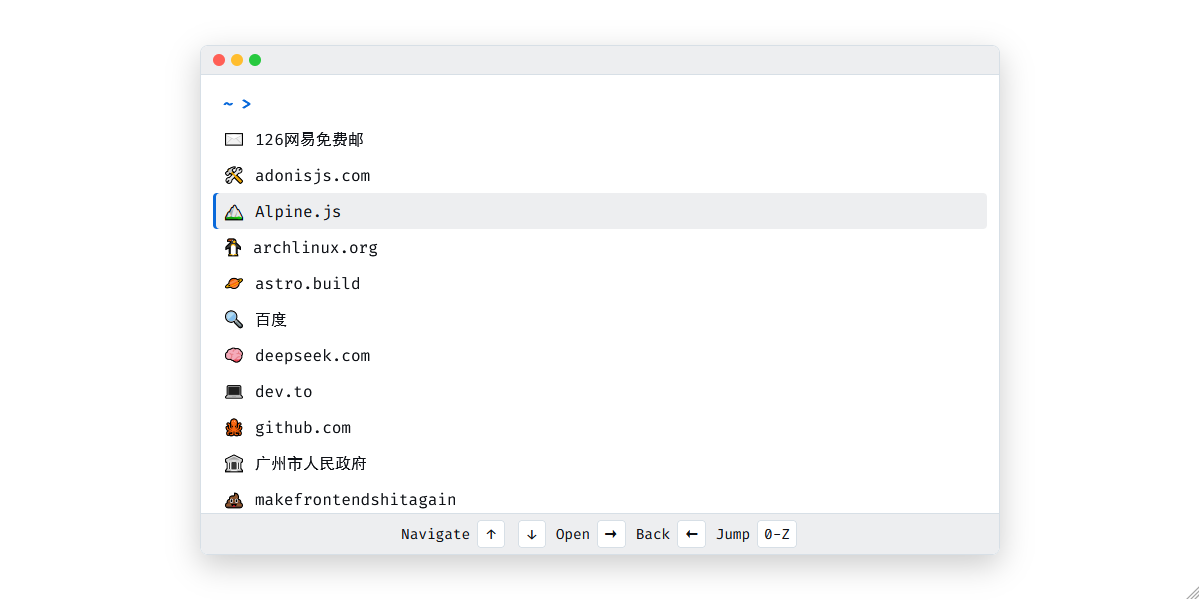 ~ >
126网易免费邮
adonisjs.com
Alpine.js
archlinux.org
astro.build
百度
deepseek.com
dev.to
github.com
广州市人民政府
makefrontendshitagain
Navigate ↑ ↓ Open → Back ← Jump 0-Z